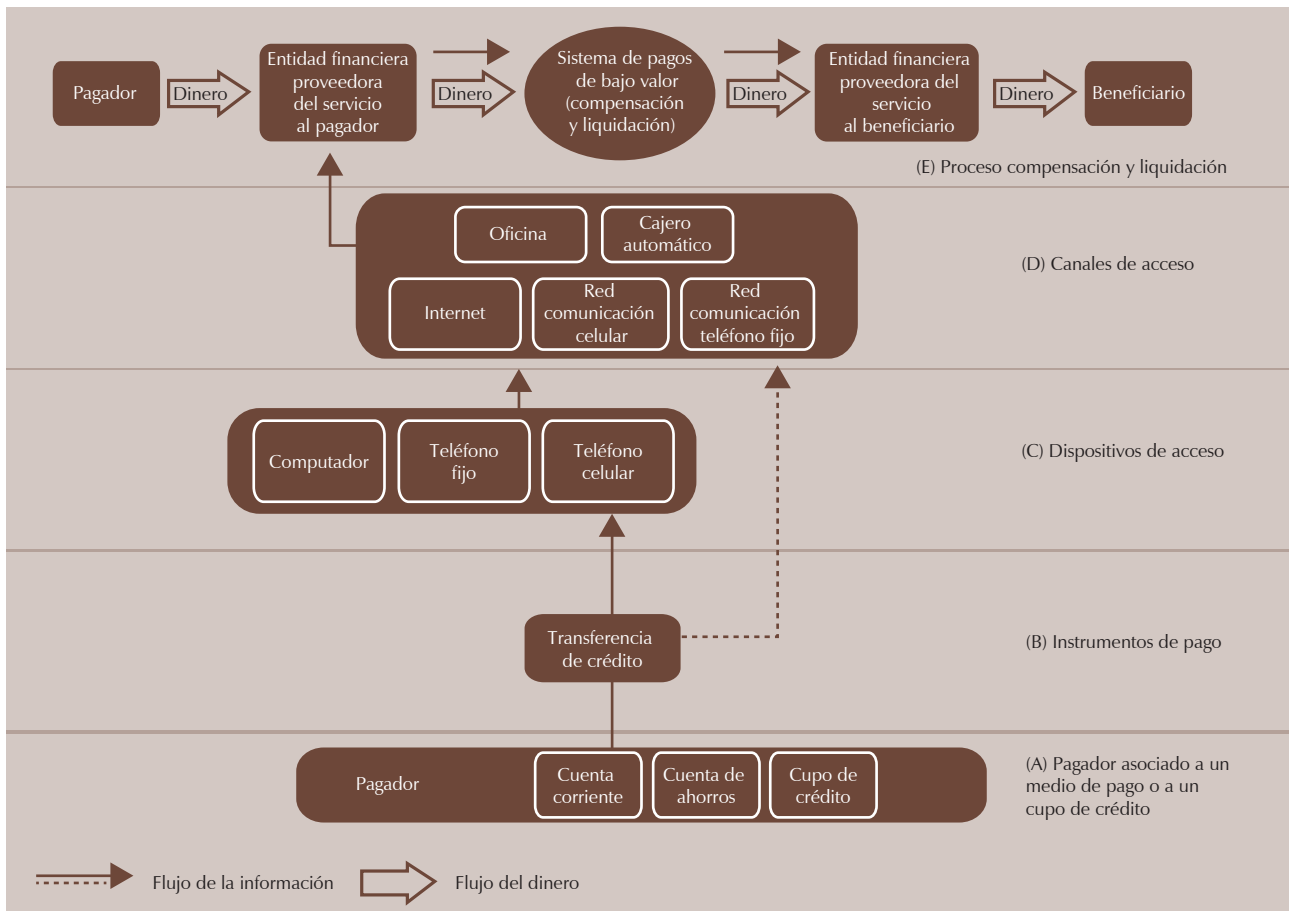 Pagador
Dinero
Entidad financiera
proveedora
del servicio
al pagador
Dinero
Sistema de pagos
de bajo valor
(compensación
y liquidación)
Dinero
Entidad financiera
proveedora del
servicio
al beneficiario
Dinero
Beneficiario
(E) Proceso compensación y liquidación
Oficina
Cajero
automático
Internet
Red
comunicación
celular
Red
comunicación
teléfono fijo
(D) Canales de acceso
Computador
Teléfono
fijo
Teléfono
celular
(C) Dispositivos de acceso
Transferencia
de crédito
(B) Instrumentos de pago
Pagador
Cuenta
corriente
Cuenta de
ahorros
Cupo de
crédito
(A) Pagador asociado a un
medio de pago o a un
cupo de crédito
Flujo de la información
Flujo del dinero